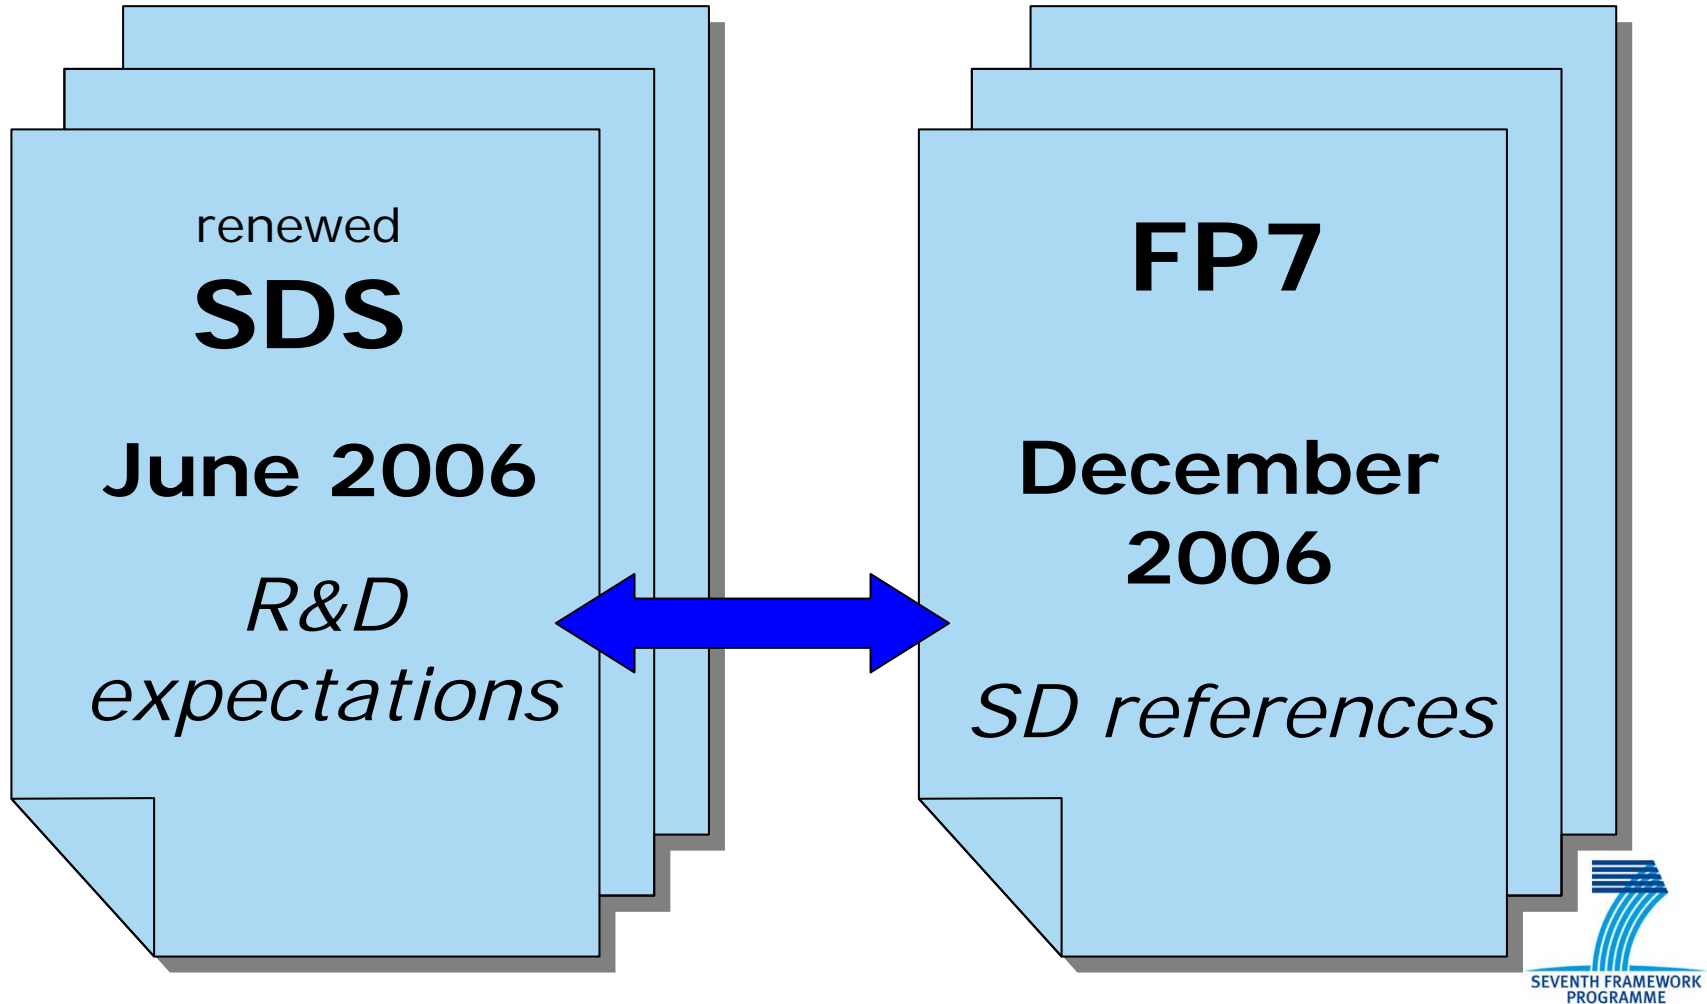 renewed
SDS
June 2006
R&D
expectations
FP7
December
2006
SD references
SEVENTH FRAMEWORK
PROGRAMME